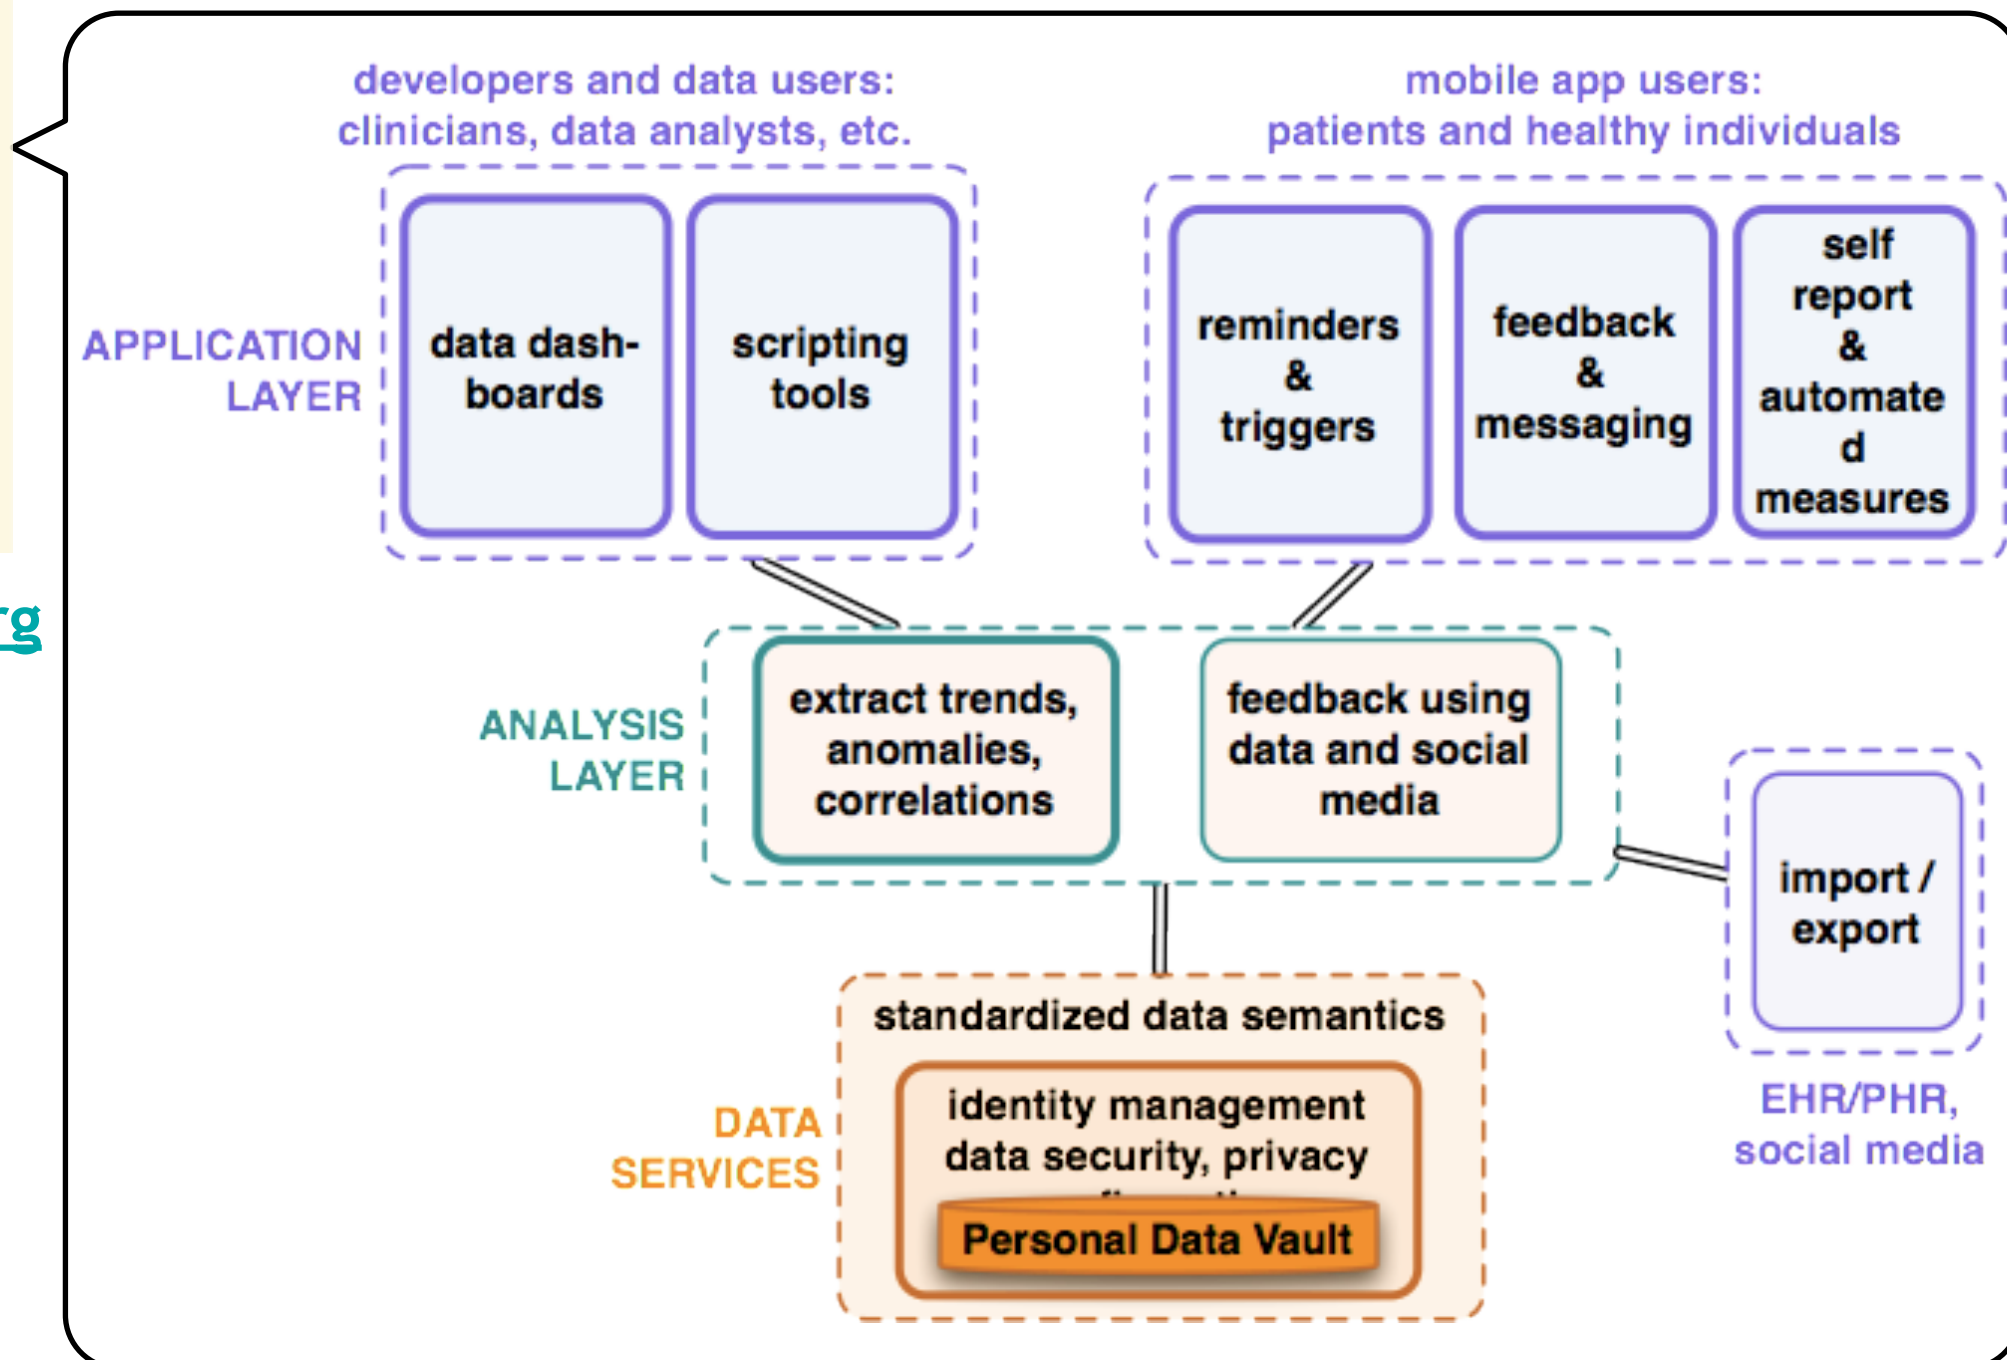 developers and data users:
clinicians, data analysts, etc.
mobile app users:
patients and healthy individuals
APPLICATION
LAYER
data dash-
boards
scripting
tools
reminders
&
triggers
feedback
&
messaging
self
report
&
automate
d
measures
rg
ANALYSIS
LAYER
extract trends,
anomalies,
correlations
feedback using
data and social
media
import /
export
EHR/PHR,
social media
DATA
SERVICES
standardized data semantics
identity management
data security, privacy
Personal Data Vault